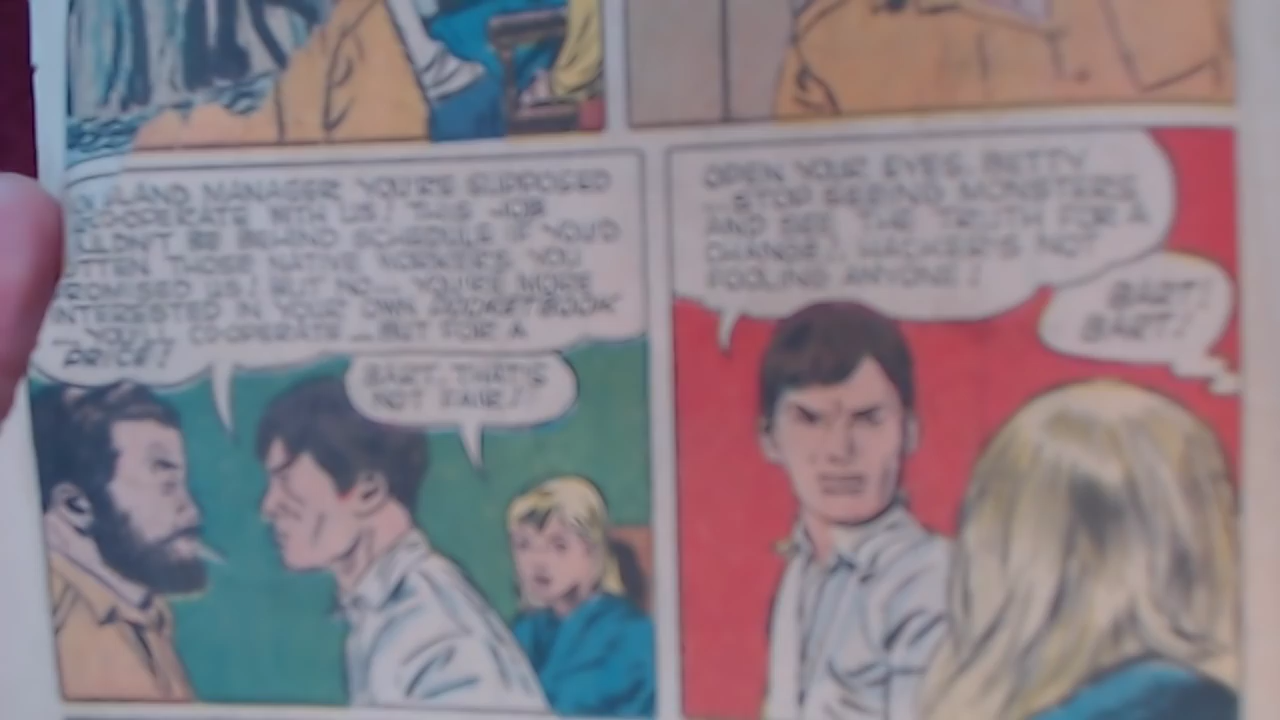 ISLAND MANAGER, YOU'RE SUPPOSED
COOPERATE WITH US! THIS JOB
BE BEHIND SCHEDULE IF YOU'D
THOSE NATIVE WORKERS YOU
PROMISED US! BUT NO... YOU'RE MORE
INTERESTED IN YOUR OWN POCKETBOOK
... YOU'LL CO-OPERATE ... BUT FOR A
PRICE!
BART, THAT'S
NOT FAIR!
OPEN YOUR EYES, BETTY
...STOP SEEING MONSTERS
AND SEE THE TRUTH FOR A
CHANGE! HACKER'S NOT
FOOLING ANYONE!
BART!
BART!